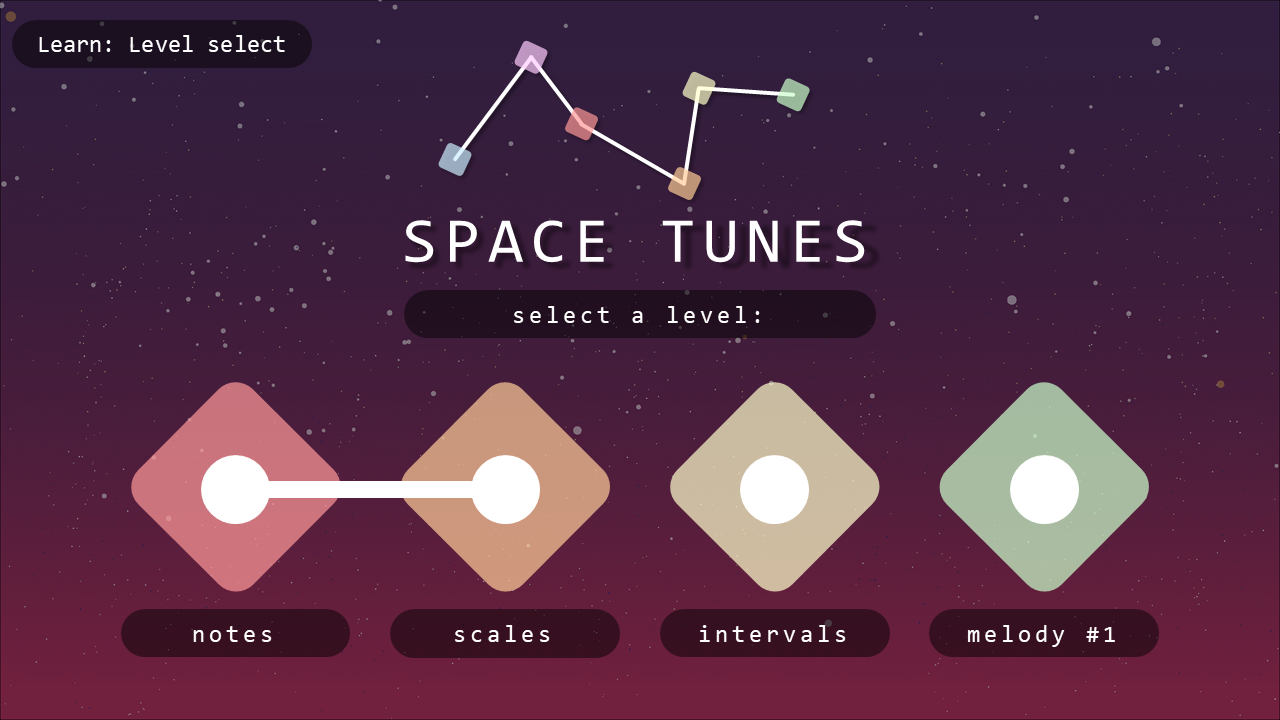 Learn: Level select
SPACE TUNES
select a level:
notes
scales
intervals
melody #1